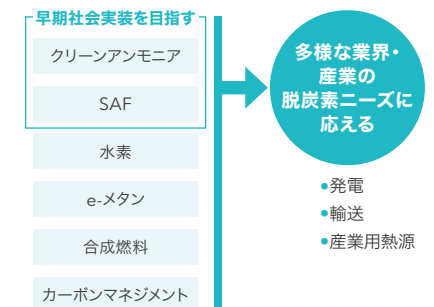 早期社会実装を目指す
クリーンアンモニア
SAF
水素
e-メタン
合成燃料
カーボンマネジメント
多様な業界・
産業の
脱炭素ニーズに
応える
●発電
●輸送
●産業用熱源